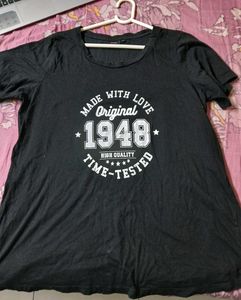 MADE WITH LOVE
Original
1948
HIGH QUALITY
TIME-TESTED